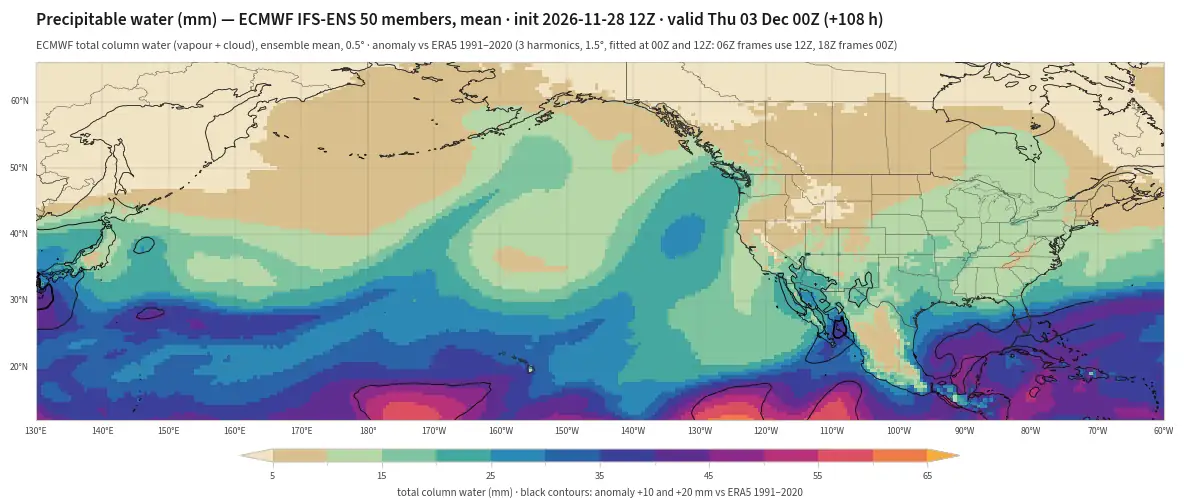 Precipitable water (mm) — ECMWF IFS-ENS 50 members, mean · init 2026-11-28 12Z · valid Thu 03 Dec 00Z (+108 h)
ECMWF total column water (vapour + cloud), ensemble mean, 0.5° · anomaly vs ERA5 1991–2020 (3 harmonics, 1.5°, fitted at 00Z and 12Z: 06Z frames use 12Z, 18Z frames 00Z)
60°N
50°N
40°N
30°N
20°N
130°E 140°E 150°E 160°E 170°E 180° 170°W 160°W 150°W 140°W 130°W 120°W 110°W 100°W 90°W 80°W 70°W 60°W
5 15 25 35 45 55 65
total column water (mm) · black contours: anomaly +10 and +20 mm vs ERA5 1991–2020